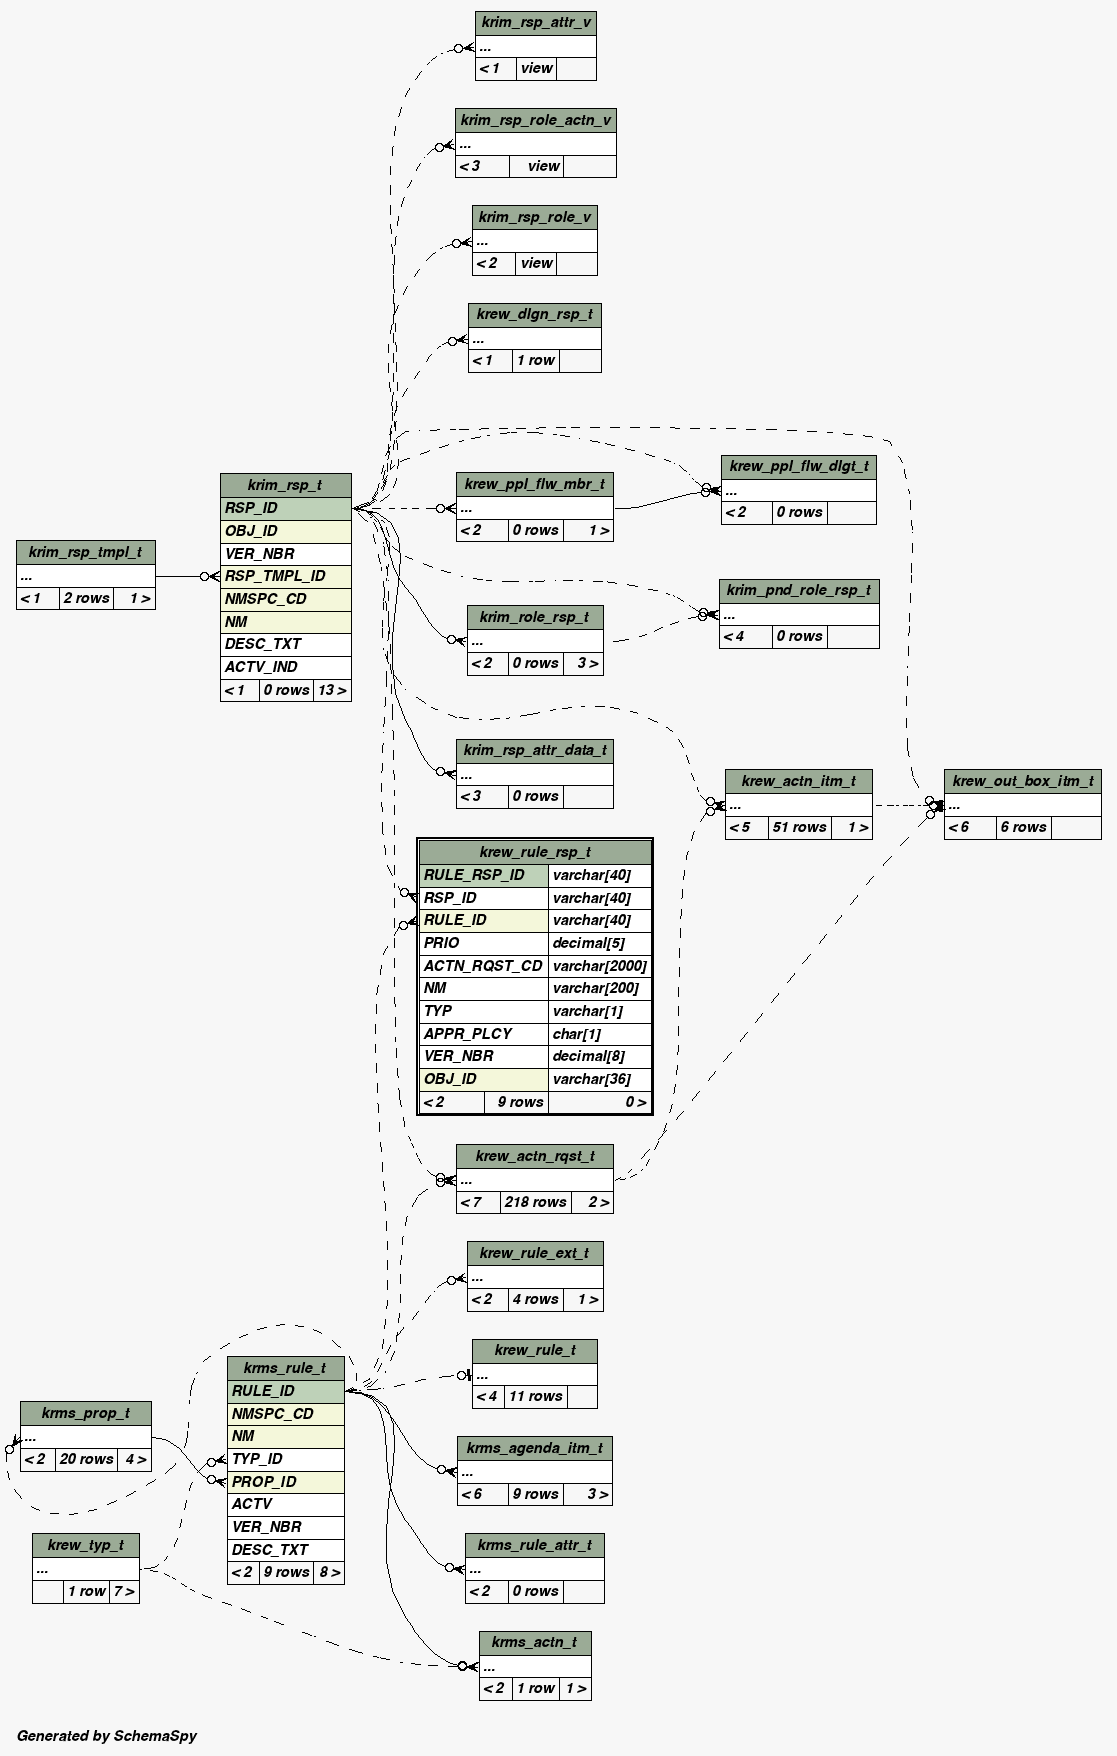 krim_rsp_attr_v
...
< 1 view
krim_rsp_role_actn_v
...
< 3 view
krim_rsp_role_v
...
< 2 view
krew_dlgn_rsp_t
...
< 1 1 row
krim_rsp_t
RSP_ID
OBJ_ID
VER_NBR
RSP_TMPL_ID
NMSPC_CD
NM
DESC_TXT
ACTV_IND
< 1 0 rows 13 >
krew_ppl_flw_mbr_t
...
< 2 0 rows 1 >
krew_ppl_flw_dlgt_t
...
< 2 0 rows
krim_rsp_tmpl_t
...
< 1 2 rows 1 >
krim_role_rsp_t
...
< 2 0 rows 3 >
krim_pnd_role_rsp_t
...
< 4 0 rows
krim_rsp_attr_data_t
...
< 3 0 rows
krew_actn_itm_t
...
< 5 51 rows 1 >
krew_out_box_itm_t
...
< 6 6 rows
krew_rule_rsp_t
RULE_RSP_ID varchar[40]
RSP_ID varchar[40]
RULE_ID varchar[40]
PRIO decimal[5]
ACTN_RQST_CD varchar[2000]
NM varchar[200]
TYP varchar[1]
APPR_PLCY char[1]
VER_NBR decimal[8]
OBJ_ID varchar[36]
< 2 9 rows 0 >
krew_actn_rqst_t
...
< 7 218 rows 2 >
krew_rule_ext_t
...
< 2 4 rows 1 >
krew_rule_t
...
< 4 11 rows
krms_rule_t
RULE_ID
NMSPC_CD
NM
TYP_ID
PROP_ID
ACTV
VER_NBR
DESC_TXT
< 2 9 rows 8 >
krms_prop_t
...
< 2 20 rows 4 >
krms_agenda_itm_t
...
< 6 9 rows 3 >
krew_typ_t
...
1 row 7 >
krms_rule_attr_t
...
< 2 0 rows
krms_actn_t
...
< 2 1 row 1 >
Generated by SchemaSpy